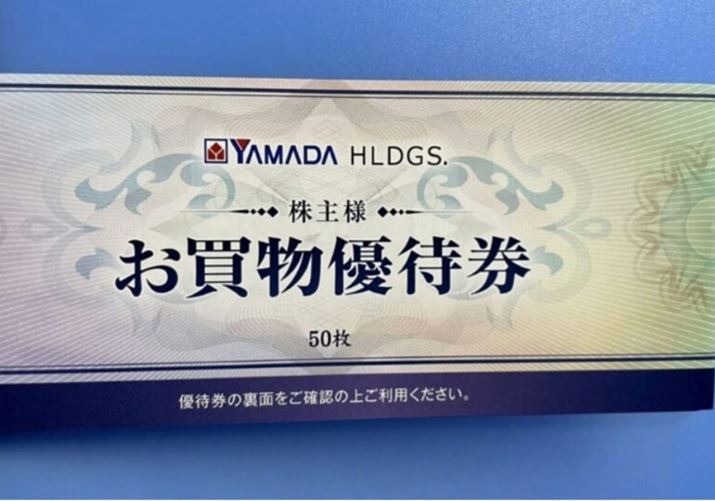 YAMADA HLDGS.
株主様
お買物優待券
50枚
優待券の裏面をご確認の上ご利用ください。